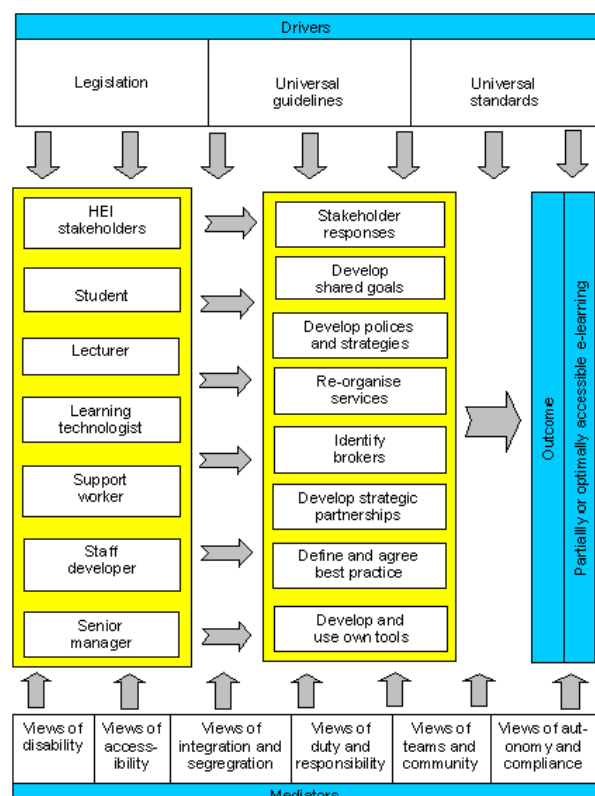 Drivers
Legislation
Universal
guidelines
Universal
standards
HEI
stakeholders
Student
Lecturer
Learning
technologist
Support
worker
Staff
developer
Senior
manager
Stakeholder
responses
Develop
shared goals
Develop polices
and strategies
Re-organise
services
Identify
brokers
Develop strategic
partnerships
Define and agree
best practice
Develop and
use own tools
Outcome
Partiallly or optimally accessible e-learning
Views of
disability
Views of
access-
ibility
Views of
integration and
segregration
Views of
duty and
responsibility
Views of
teams and
community
Views of aut-
onomy and
compliance
Mediators